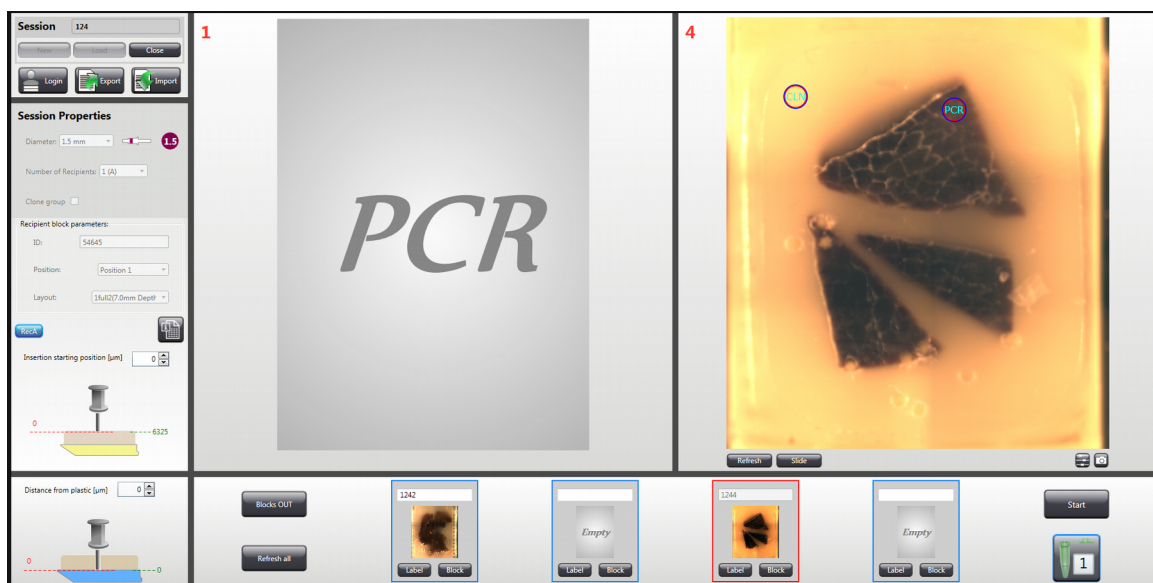 Session
124
New
Load
Close
Login
Export
Import
Session Properties
Diameter:
1.5 mm
1.5
Number of Recipients:
1 (A)
Clone group
Recipient block parameters:
ID:
54645
Position:
Position 1
Layout:
1full2(7.0mm Depth
RecA
Insertion starting position [µm]
0
0
6325
Distance from plastic [µm]
0
0
0
1
PCR
4
CLN
PCR
Refresh
Slide
Blocks OUT
Refresh all
1242
Label
Block
Empty
Label
Block
1244
Label
Block
Empty
Label
Block
Start
1